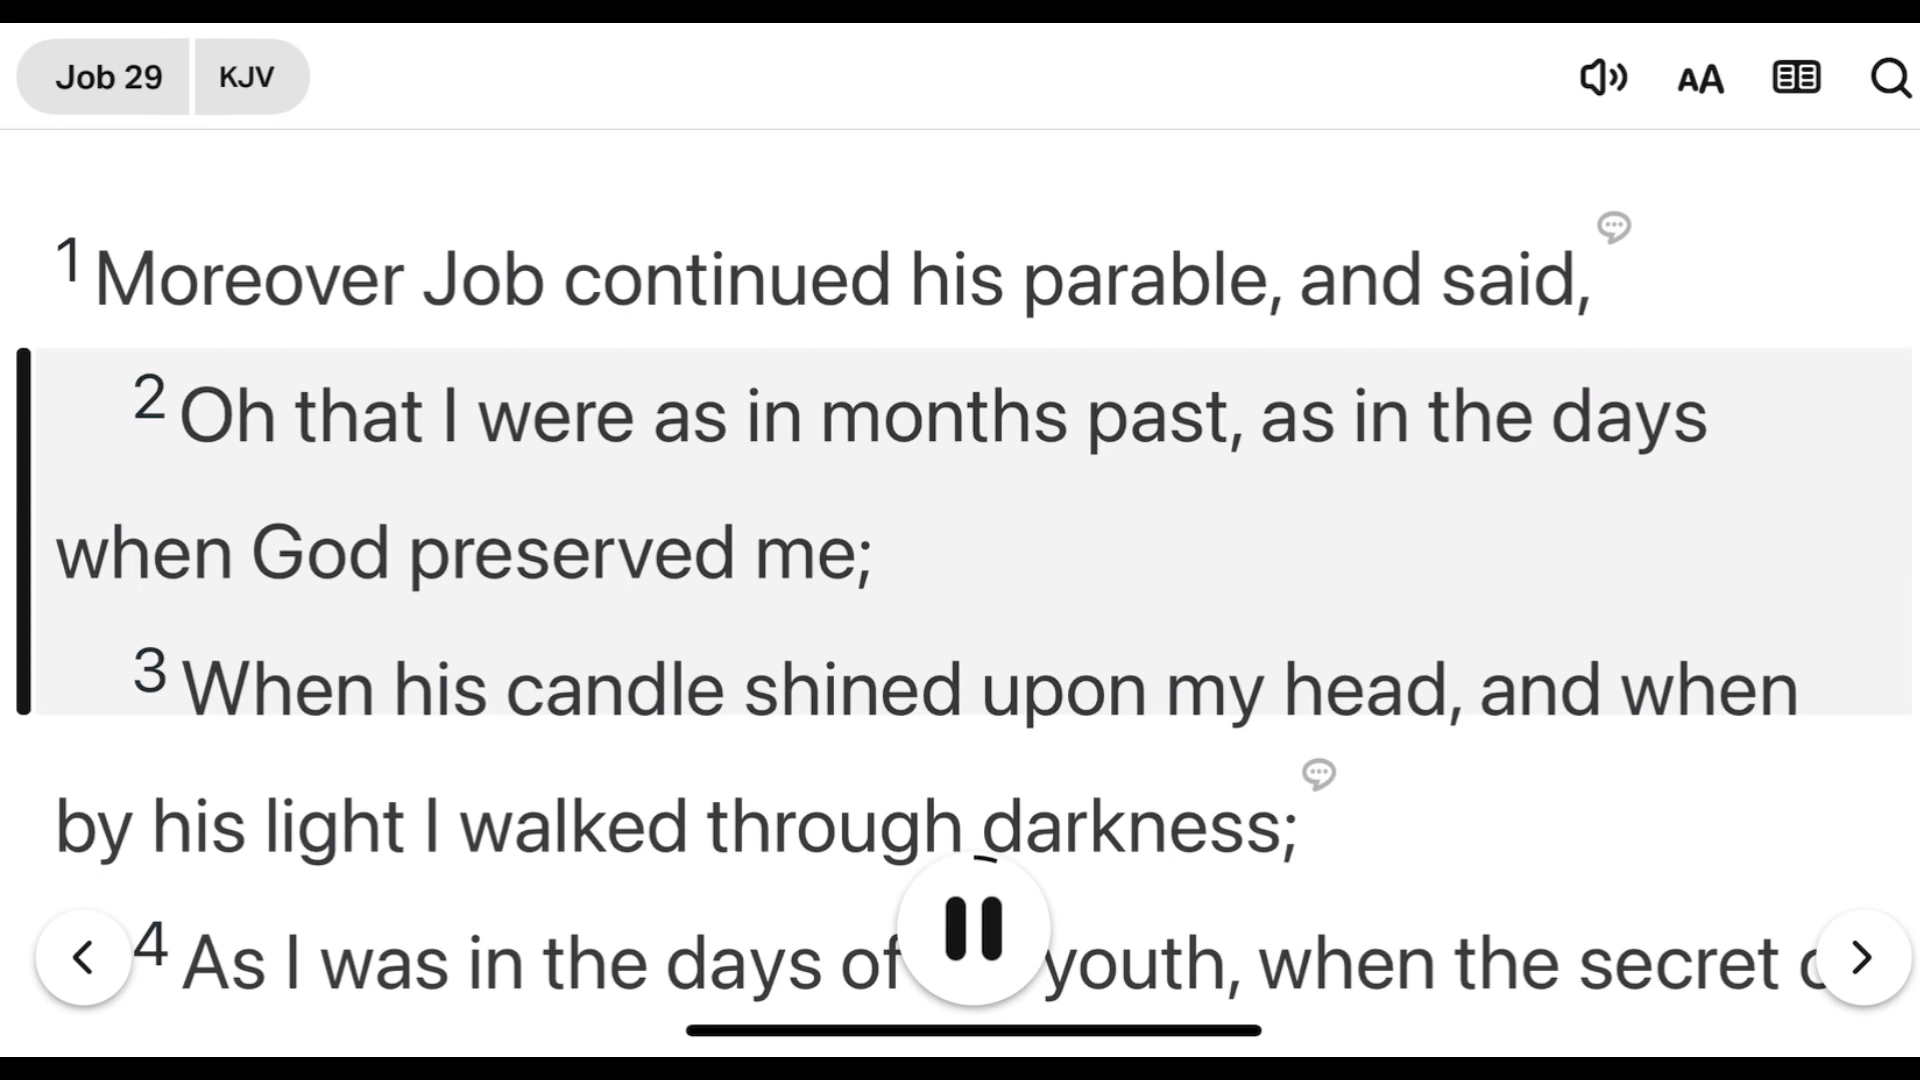 Job 29 KJV AA
1 Moreover Job continued his parable, and said,
2 Oh that I were as in months past, as in the days
when God preserved me;
3 When his candle shined upon my head, and when
by his light I walked through darkness;
4 As I was in the days of youth, when the secret